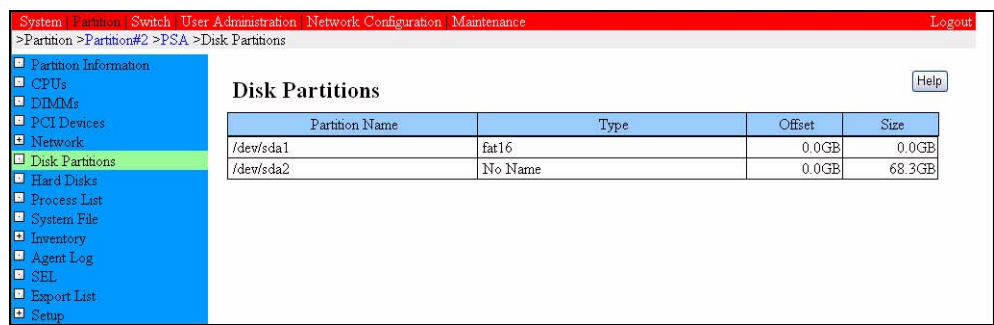 System | Partition | Switch | User Administration | Network Configuration | Maintenance Logout
>Partition >Partition#2 >PSA >Disk Partitions
Partition Information
CPUs
DIMMs
PCI Devices
Network
Disk Partitions
Hard Disks
Process List
System File
Inventory
Agent Log
SEL
Export List
Setup
Disk Partitions
Help
Partition Name Type Offset Size
/dev/sda1 fat16 0.0GB 0.0GB
/dev/sda2 No Name 0.0GB 68.3GB